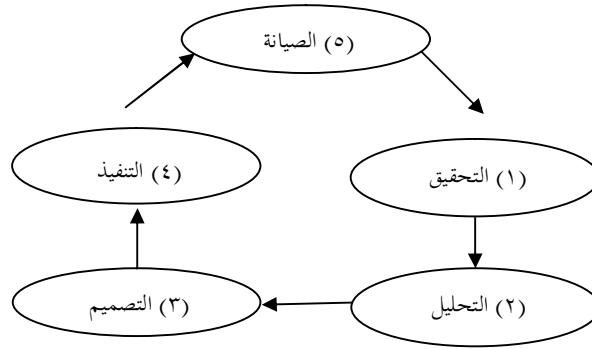 (٥) الصيانة
(١) التحقيق
(٤) التنفيذ
(٢) التحليل
(٣) التصميم